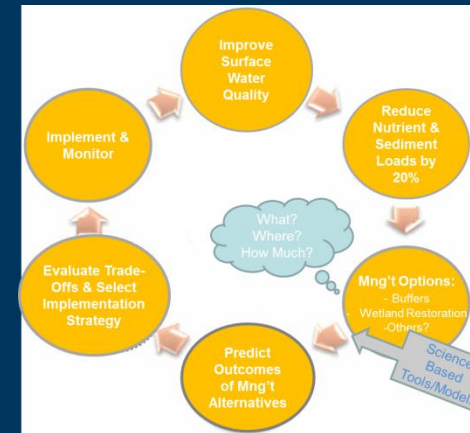 Improve
Surface
Water
Quality
Reduce
Nutrient &
Sediment
Loads by
20%
Mng't Options:
- Buffers
- Wetland Restoration
-Others?
Science
Based
Tools/Model
Predict
Outcomes
of Mng't
Alternatives
Evaluate Trade-
Offs & Select
Implementation
Strategy
Implement &
Monitor
What?
Where?
How Much?